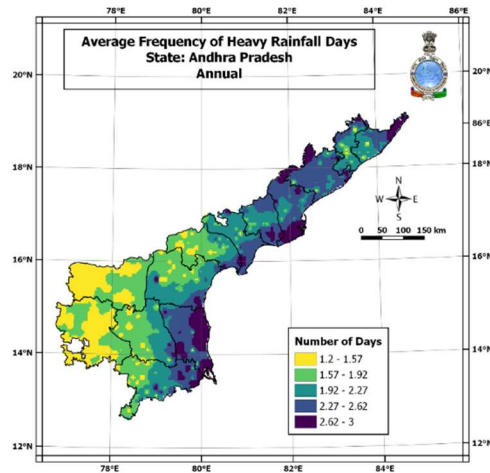 78°E 80°E 82°E 84°E 86°E
Average Frequency of Heavy Rainfall Days
State: Andhra Pradesh
Annual
20°N 20°N
86°E
18°N 18°N
N
W E
S
0 50 100 150 km
16°N 16°N
Number of Days
14°N 14°N
1.2 - 1.57
1.57 - 1.92
1.92 - 2.27
2.27 - 2.62
2.62 - 3
12°N 12°N
78°E 80°E 82°E 84°E